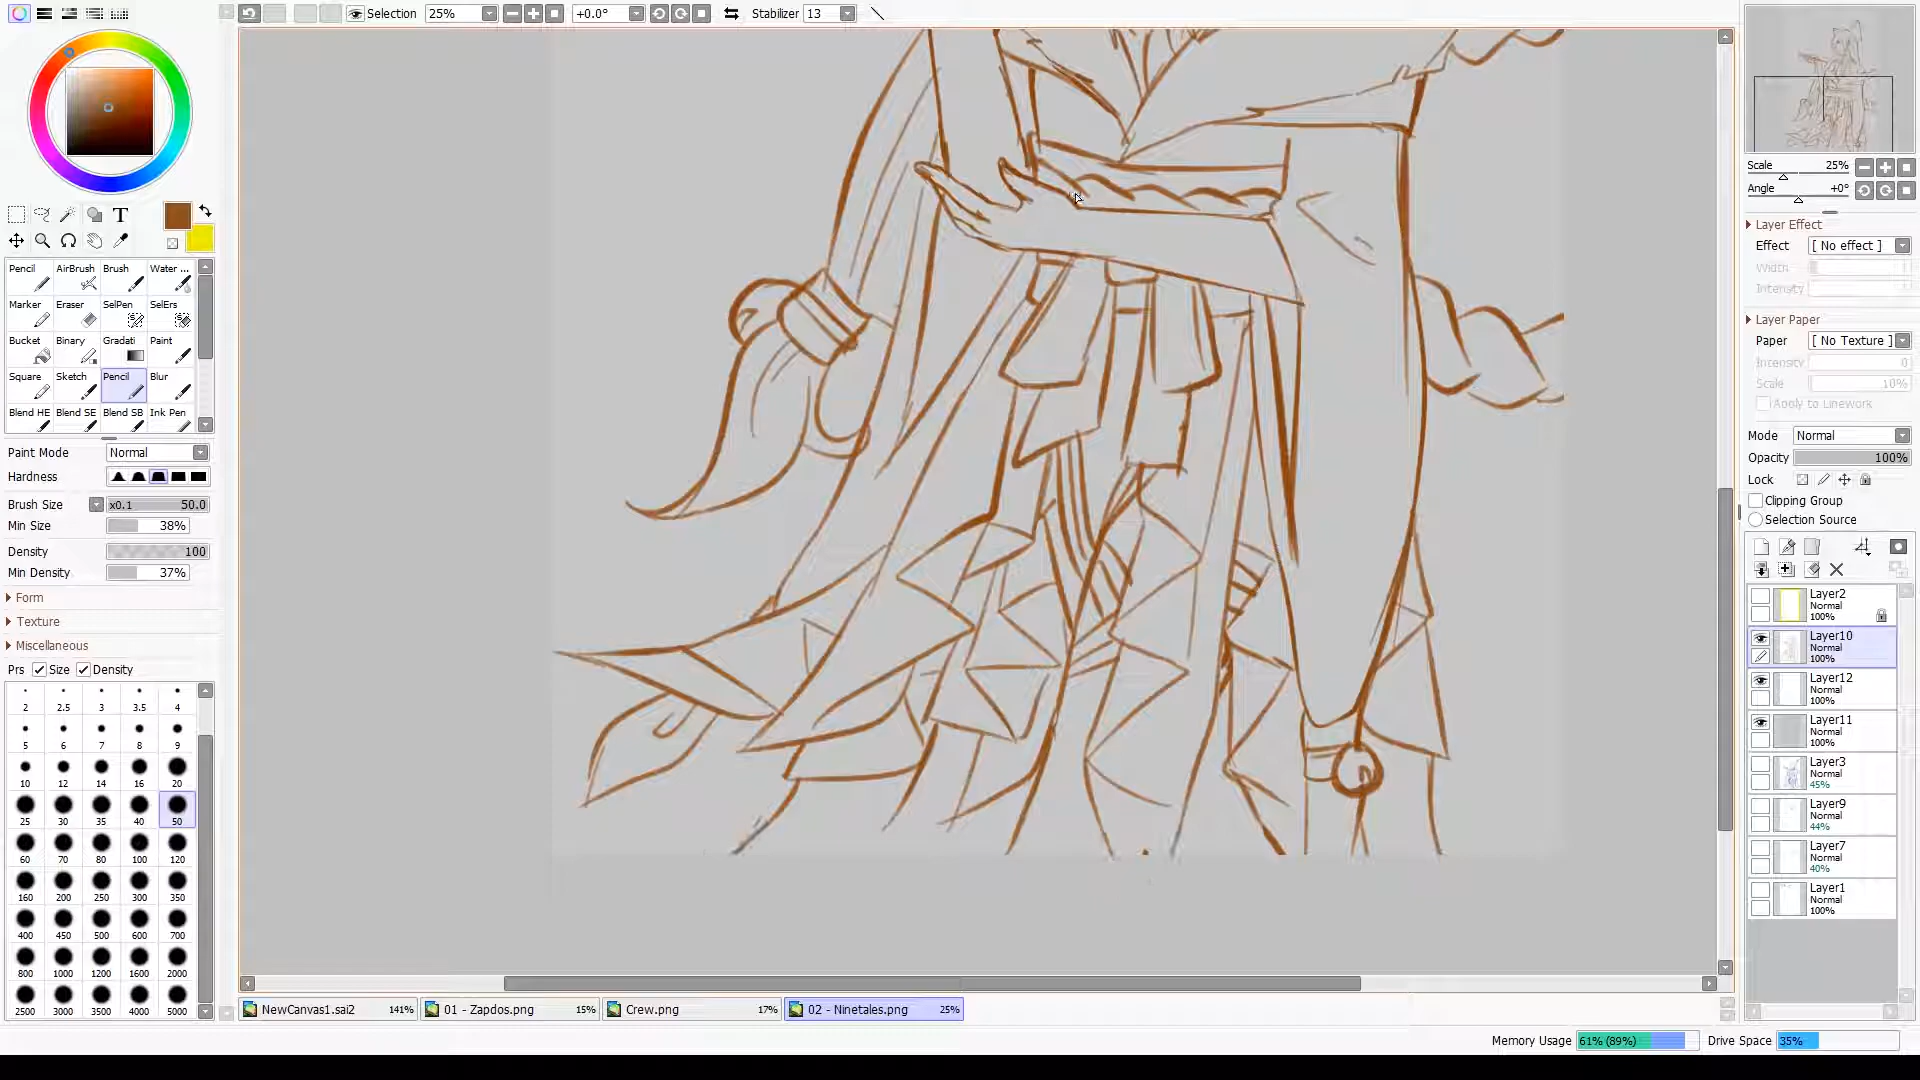 Selection 25% +0.0° Stabilizer 13
Scale 25%
Angle +0°
T
Layer Effect
Effect [ No effect ]
Width
Intensity
Layer Paper
Paper [ No Texture ]
Intensity 0
Scale 10%
Apply to Linework
Mode Normal
Opacity 100%
Lock
Clipping Group
Selection Source
Pencil AirBrush Brush Water ...
Marker Eraser SelPen SelErs
Bucket Binary Gradati Paint
Square Sketch Pencil Blur
Blend HE Blend SE Blend SB Ink Pen
Paint Mode Normal
Hardness
Brush Size x0.1 50.0
Min Size 38%
Density 100
Min Density 37%
Form
Texture
Miscellaneous
Prs Size Density
2 2.5 3 3.5 4
5 6 7 8 9
10 12 14 16 20
25 30 35 40 50
60 70 80 100 120
160 200 250 300 350
400 450 500 600 700
800 1000 1200 1600 2000
2500 3000 3500 4000 5000
Layer2
Normal
100%
Layer10
Normal
100%
Layer12
Normal
100%
Layer11
Normal
100%
Layer3
Normal
45%
Layer9
Normal
44%
Layer7
Normal
40%
Layer1
Normal
100%
NewCanvas1.sai2 141% 01 - Zapdos.png 15% Crew.png 17% 02 - Ninetales.png 25%
Memory Usage 61% (89%) Drive Space 35%